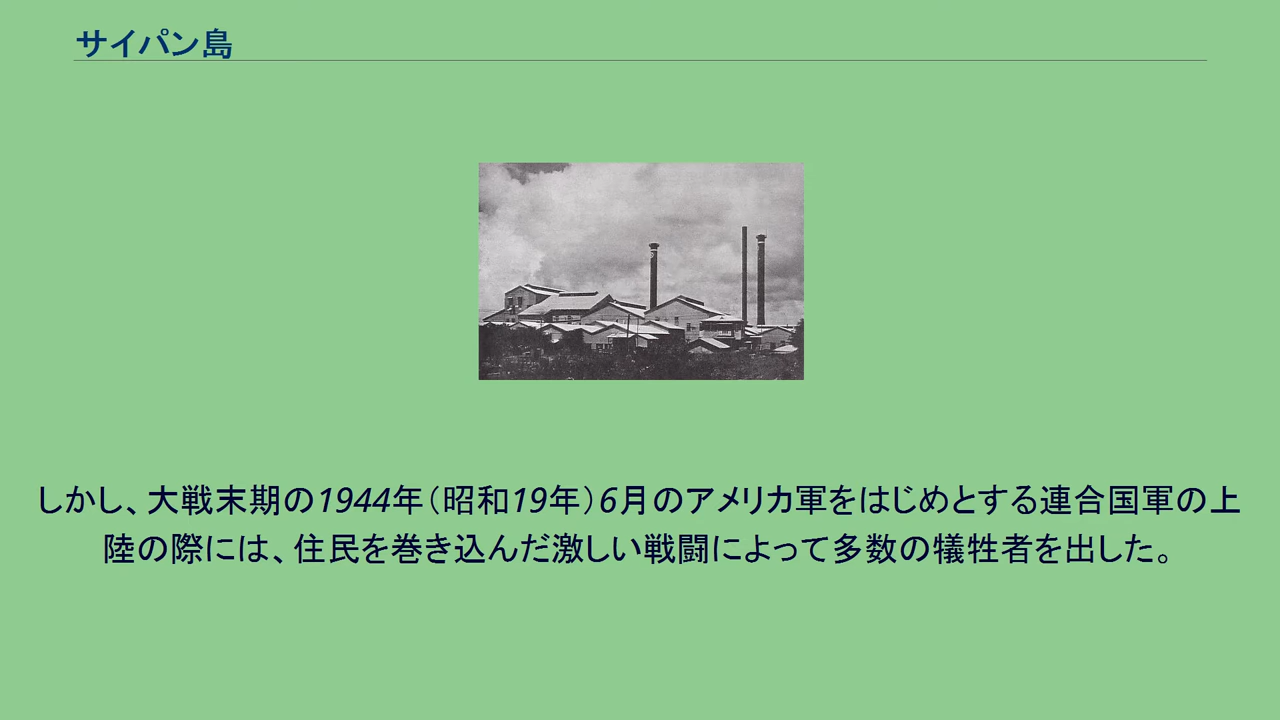 サイパン島
しかし、大戦末期の1944年（昭和19年）6月のアメリカ軍をはじめとする連合国軍の上
陸の際には、住民を巻き込んだ激しい戦闘によって多数の犠牲者を出した。